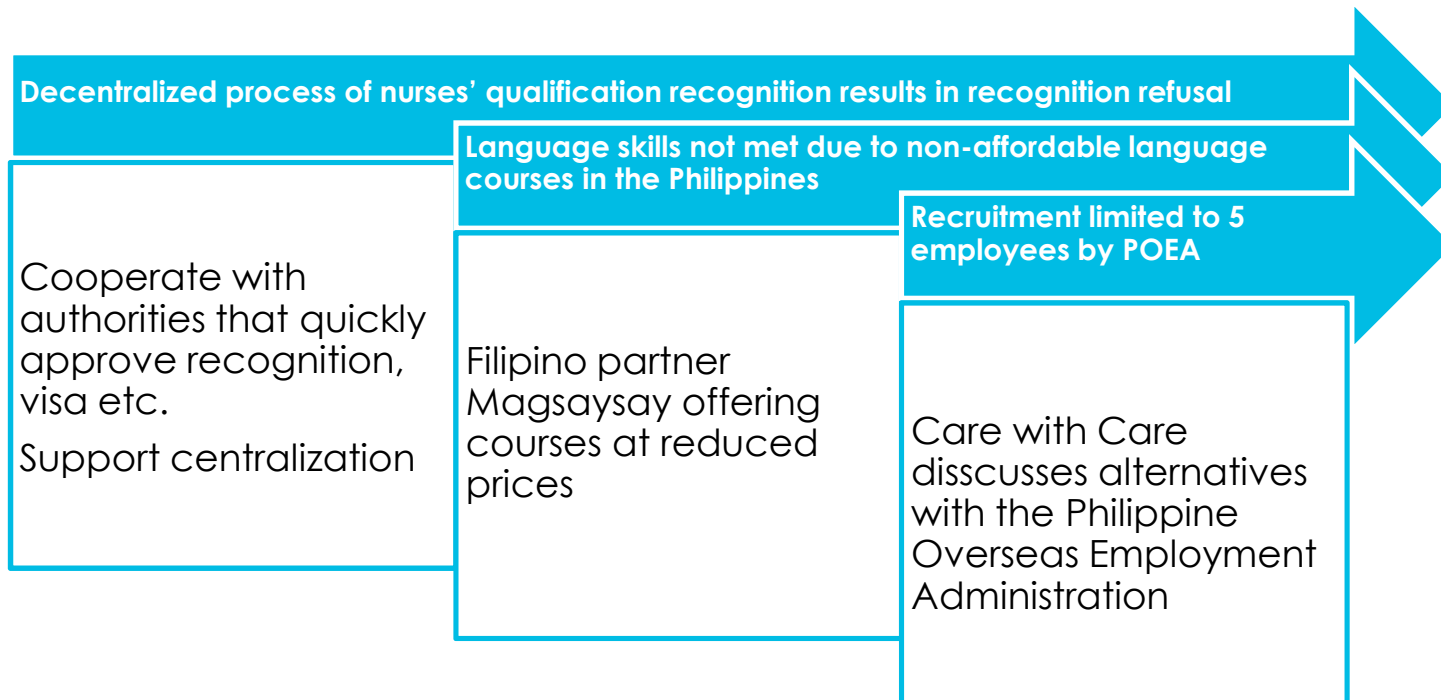 Decentralized process of nurses’ qualification recognition results in recognition refusal
Language skills not met due to non-affordable language
courses in the Philippines
Recruitment limited to 5
employees by POEA
Cooperate with
authorities that quickly
approve recognition,
visa etc.
Support centralization
Filipino partner
Magsaysay offering
courses at reduced
prices
Care with Care
disscusses alternatives
with the Philippine
Overseas Employment
Administration